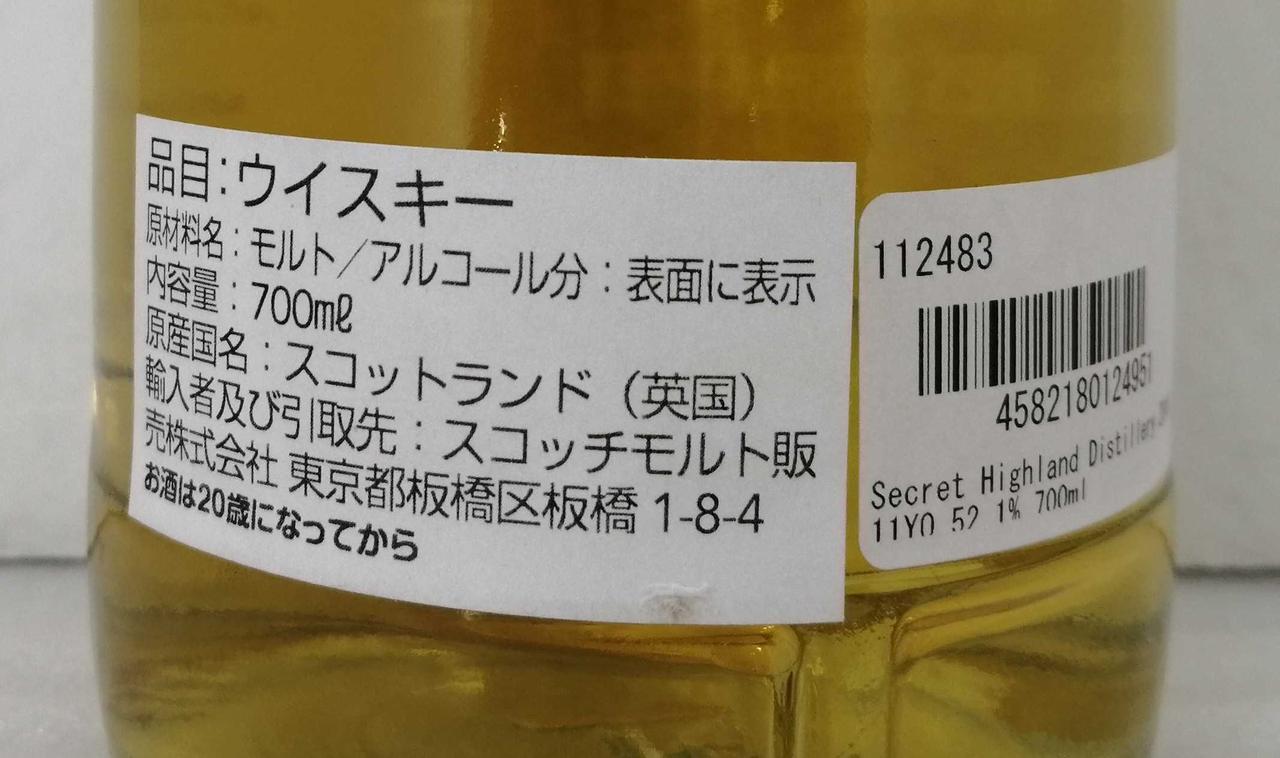 品目:ウイスキー
原材料名:モルト/アルコール分:表面に表示
内容量:700mℓ
原産国名:スコットランド(英国)
輸入者及び引取先:スコッチモルト販
売株式会社 東京都板橋区板橋 1-8-4
お酒は20歳になってから
112483
4582180124951
Secret Highland Distillery
11YO 52 1% 700ml